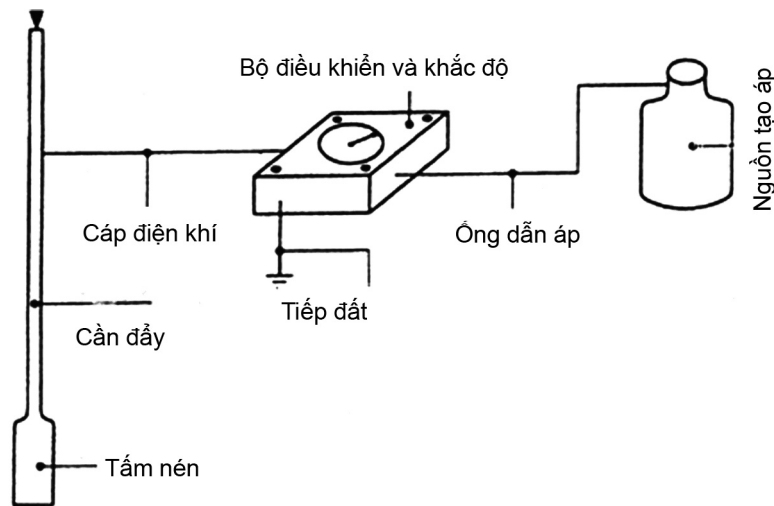 Bộ điều khiển và khắc độ
Nguồn tạo áp
Cáp điện khí
Ống dẫn áp
Tiếp đất
Cần đẩy
Tấm nén